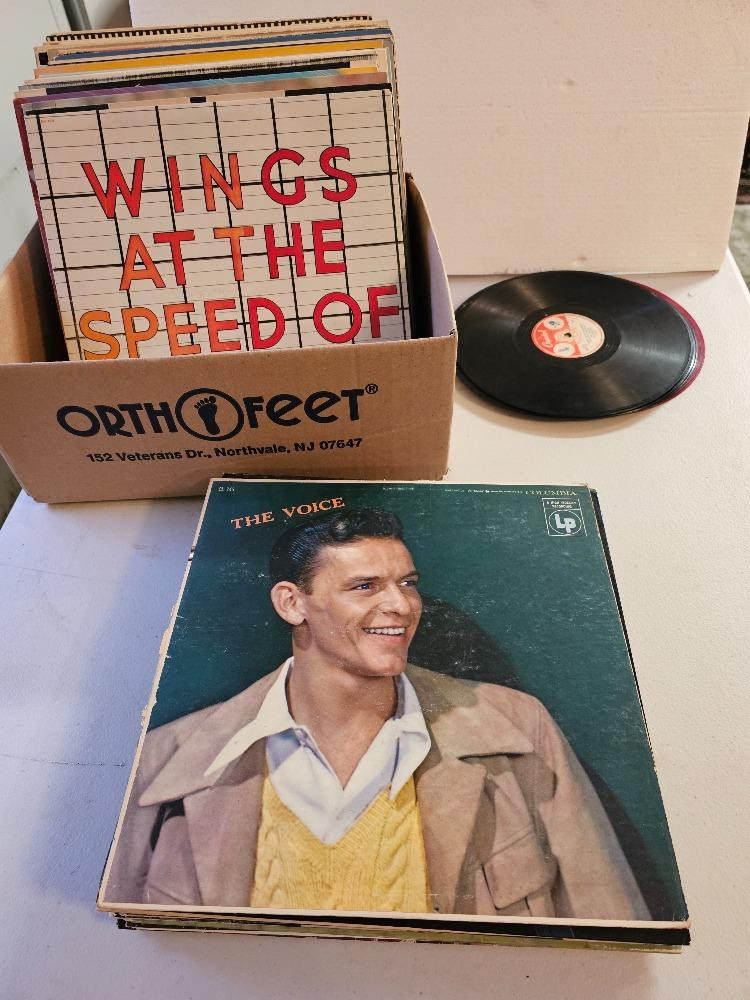 WINGS
AT THE
SPEED OF
ORTHOFEET®
152 Veterans Dr., Northvale, NJ 07647
THE VOICE
COLUMBIA
LP